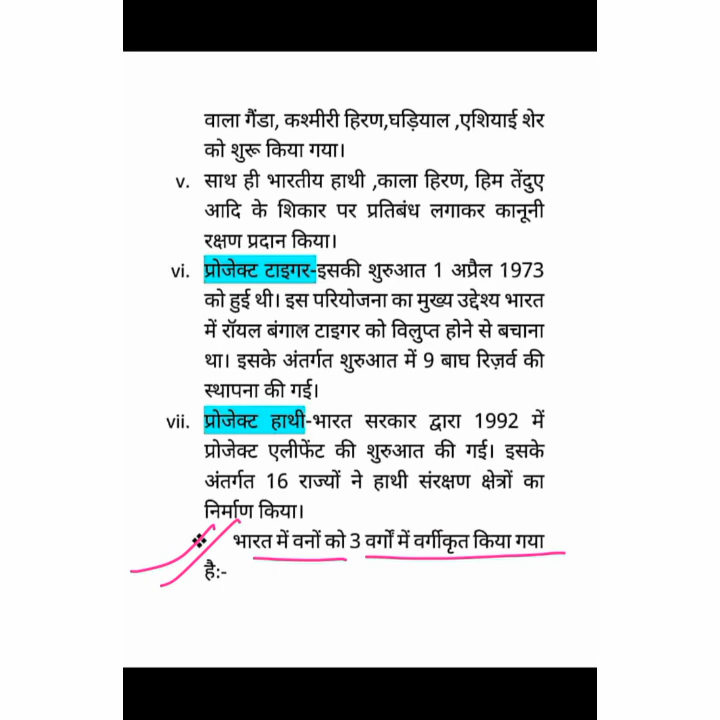 वाला गैंडा, कश्मीरी हिरण,घड़ियाल ,एशियाई शेर
को शुरू किया गया।
v. साथ ही भारतीय हाथी ,काला हिरण, हिम तेंदुए
आदि के शिकार पर प्रतिबंध लगाकर कानूनी
रक्षण प्रदान किया।
vi. प्रोजेक्ट टाइगर-इसकी शुरुआत 1 अप्रैल 1973
को हुई थी। इस परियोजना का मुख्य उद्देश्य भारत
में रॉयल बंगाल टाइगर को विलुप्त होने से बचाना
था। इसके अंतर्गत शुरुआत में 9 बाघ रिज़र्व की
स्थापना की गई।
vii. प्रोजेक्ट हाथी-भारत सरकार द्वारा 1992 में
प्रोजेक्ट एलीफेंट की शुरुआत की गई। इसके
अंतर्गत 16 राज्यों ने हाथी संरक्षण क्षेत्रों का
निर्माण किया।
❖ भारत में वनों को 3 वर्गों में वर्गीकृत किया गया
है:-